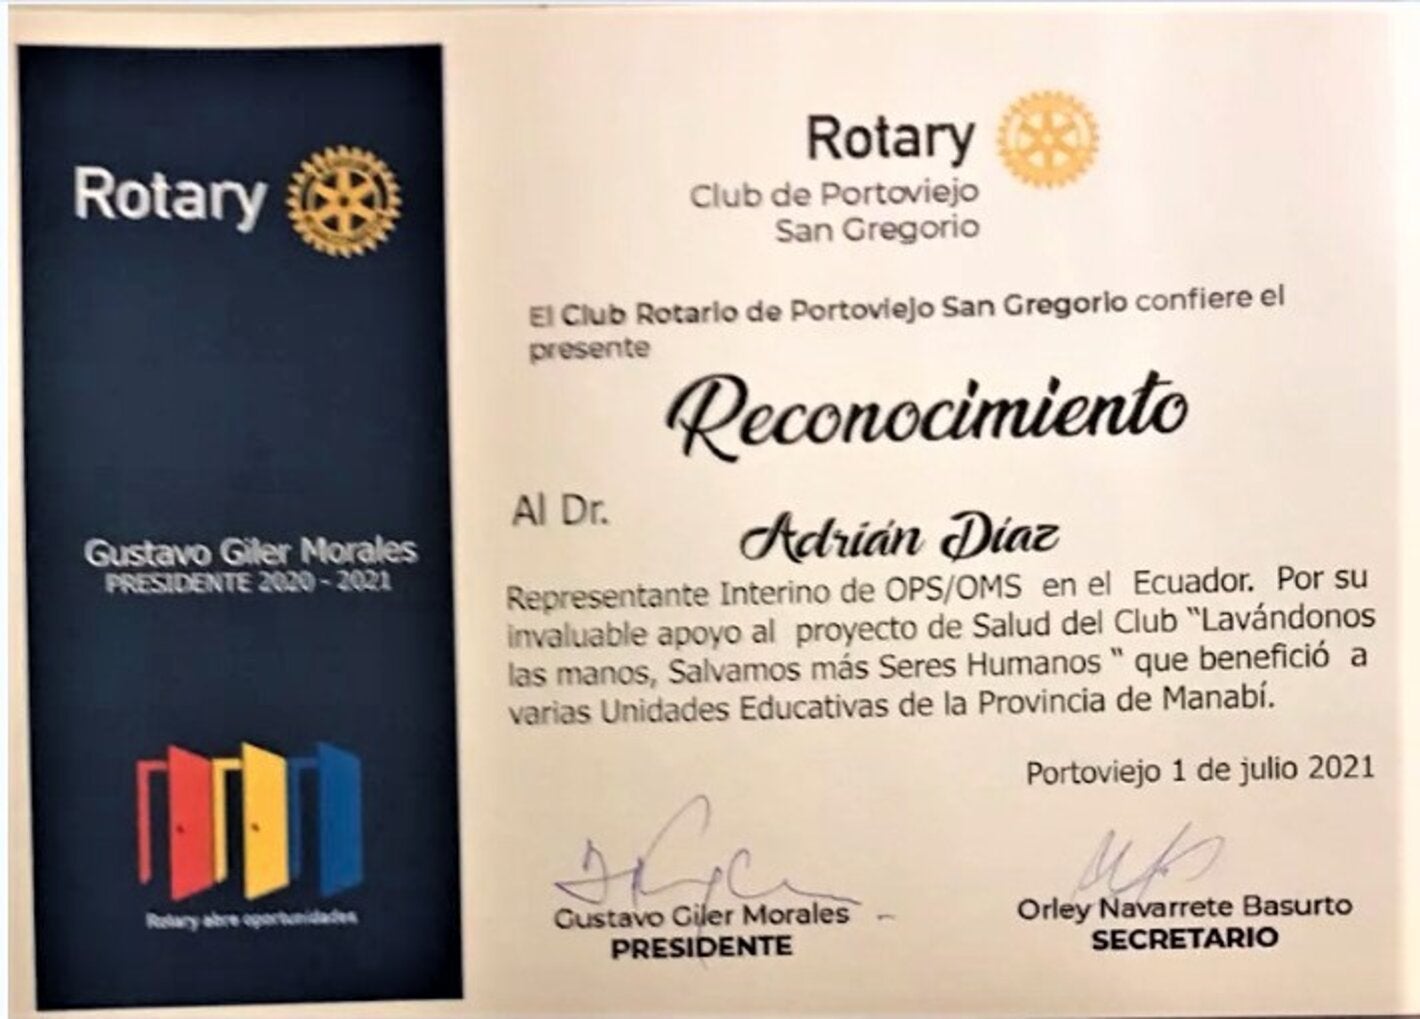 Rotary
Gustavo Giler Morales
PRESIDENTE 2020 - 2021
Rotary abre oportunidades
Rotary
Club de Portoviejo
San Gregorio
El Club Rotario de Portoviejo San Gregorio confiere el
presente
Reconocimiento
Al Dr.
Adrián Díaz
Representante Interino de OPS/OMS en el Ecuador. Por su
invaluable apoyo al proyecto de Salud del Club "Lavándonos
las manos, Salvamos más Seres Humanos " que benefició a
varias Unidades Educativas de la Provincia de Manabí.
Portoviejo 1 de julio 2021
Gustavo Giler Morales
PRESIDENTE
Orley Navarrete Basurto
SECRETARIO